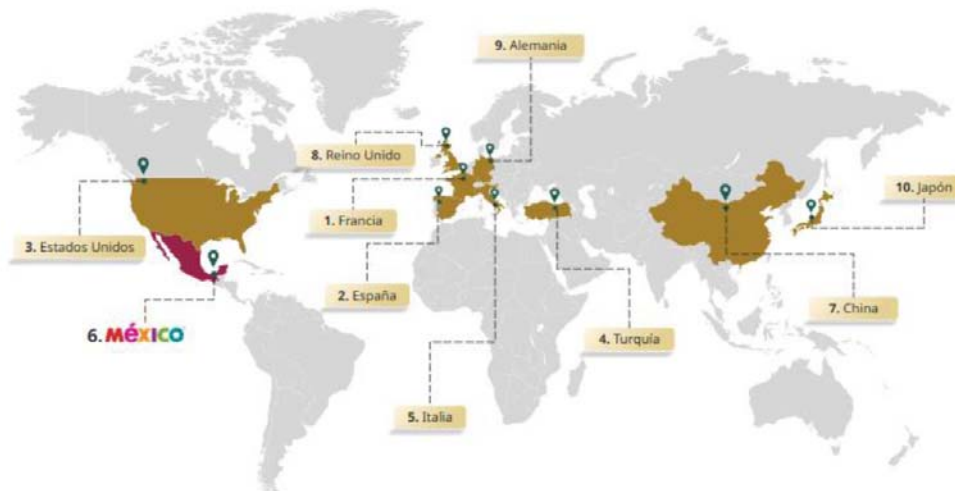 9. Alemania
8. Reino Unido
10. Japón
1. Francia
3. Estados Unidos
2. España
7. China
6. México
4. Turquía
5. Italia